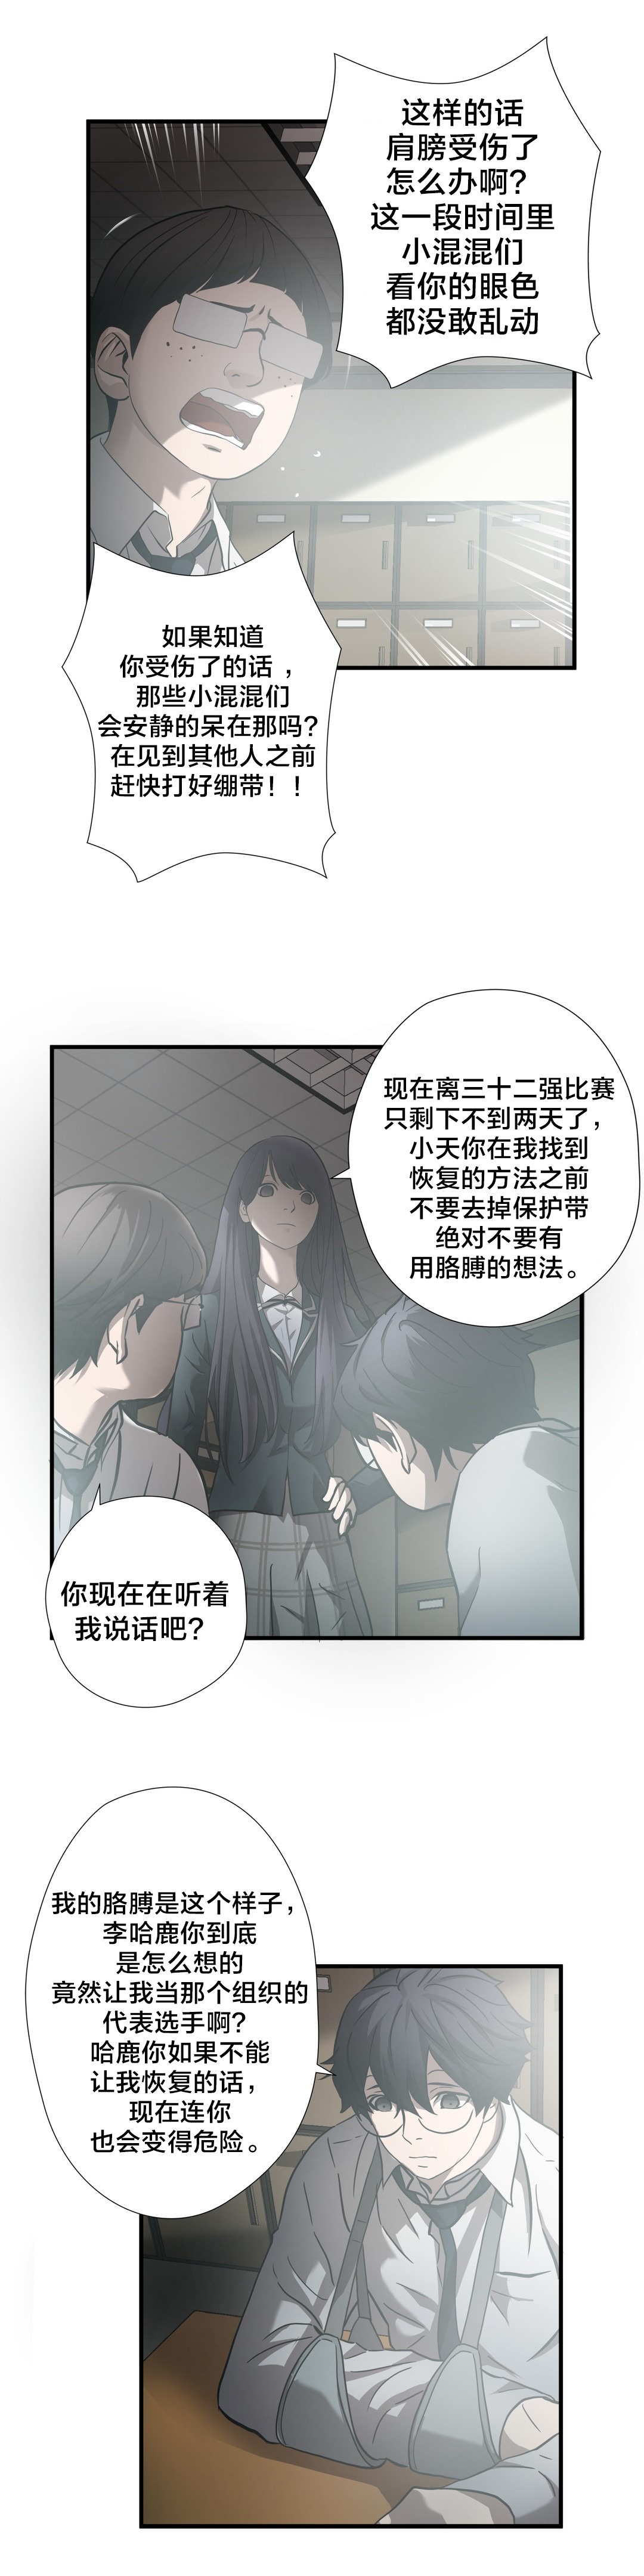 这样的话
肩膀受伤了
怎么办啊？
这一段时间里
小混混们
看你的眼色
都没敢乱动
如果知道
你受伤了的话，
那些小混混们
会安静的呆在那吗？
在见到其他人之前
赶快打好绷带！！
现在离三十二强比赛
只剩下不到两天了，
小天你在我找到
恢复的方法之前
不要去掉保护带
绝对不要有
用胳膊的想法。
你现在在听着
我说话吧？
我的胳膊是这个样子，
李哈鹿你到底
是怎么想的
竟然让我当那个组织的
代表选手啊？
哈鹿你如果不能
让我恢复的话，
现在连你
也会变得危险。